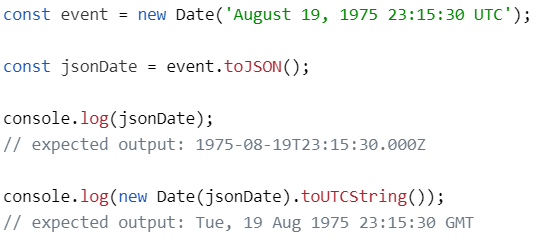 const event = new Date('August 19, 1975 23:15:30 UTC');
const jsonDate = event.toJSON();
console.log(jsonDate);
// expected output: 1975-08-19T23:15:30.000Z
console.log(new Date(jsonDate).toUTCString());
// expected output: Tue, 19 Aug 1975 23:15:30 GMT